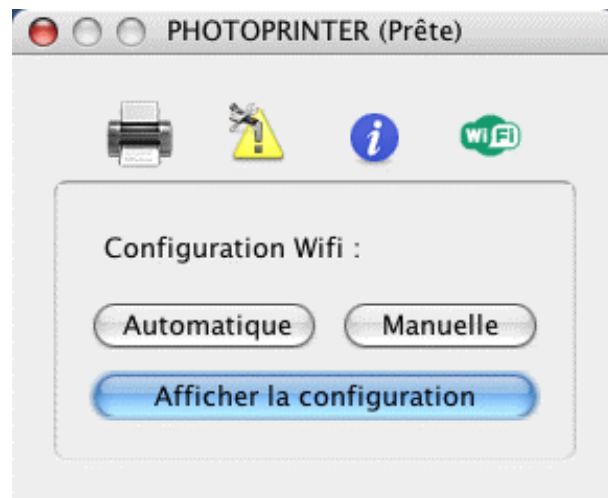 PHOTOPRINTER (Prête)
WiFi
Configuration Wifi :
Automatique Manuelle
Afficher la configuration